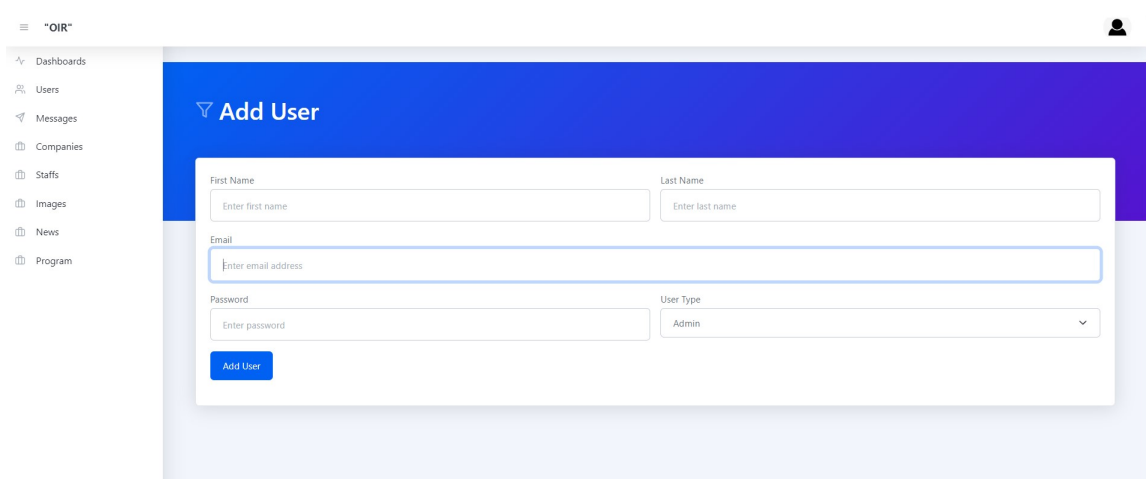 "OIR"
Dashboards
Users
Messages
Companies
Staffs
Images
News
Program
Add User
First Name
Last Name
Enter first name
Enter last name
Email
Enter email address
Password
User Type
Enter password
Admin
Add User